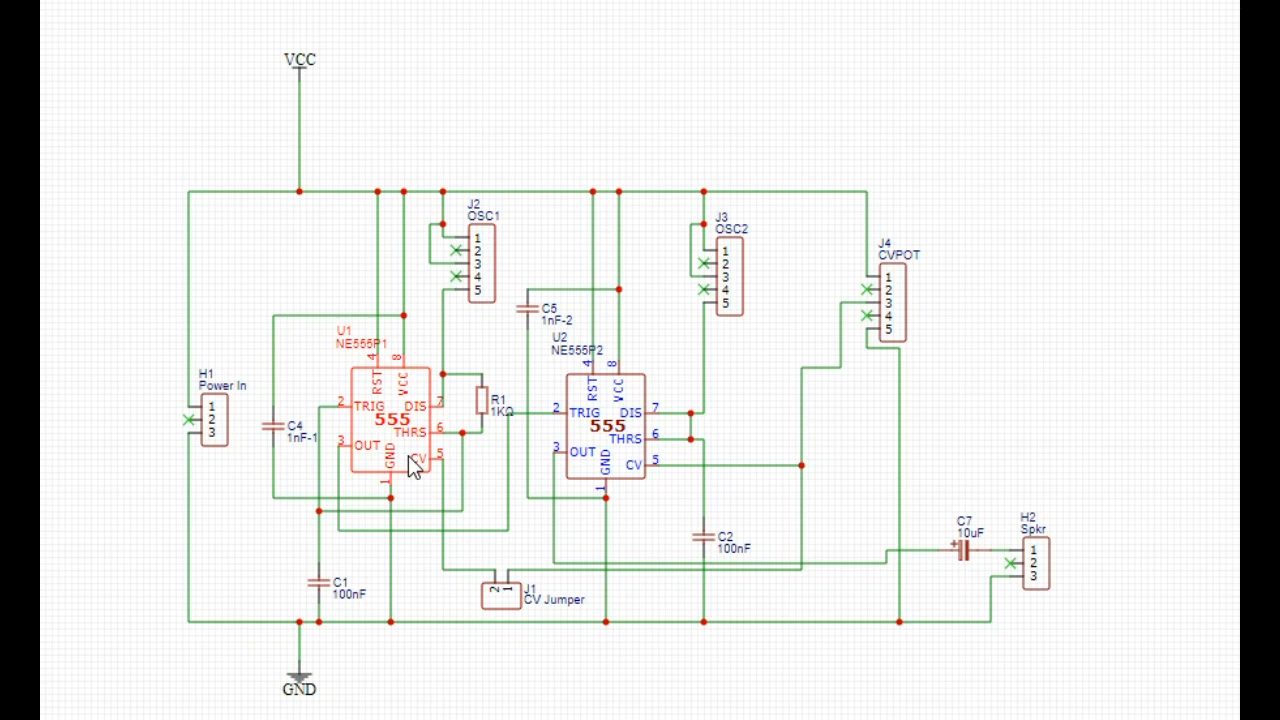 VCC
J2
OSC1
1
2
3
4
5
J3
OSC2
1
2
3
4
5
J4
CVPOT
1
2
3
4
5
C5
1nF-2
U1
NE555P1
U2
NE555P2
H1
Power In
1
2
3
C4
1nF-1
4
8
RST
VCC
2
TRIG
DIS
7
555
THRS
6
3
OUT
GND
CV
5
1
R1
1KΩ
4
8
RST
VCC
2
TRIG
DIS
7
555
THRS
6
3
OUT
GND
CV
5
1
C2
100nF
C7
10uF
+
H2
Spkr
1
2
3
C1
100nF
2
1
J1
CV Jumper
GND